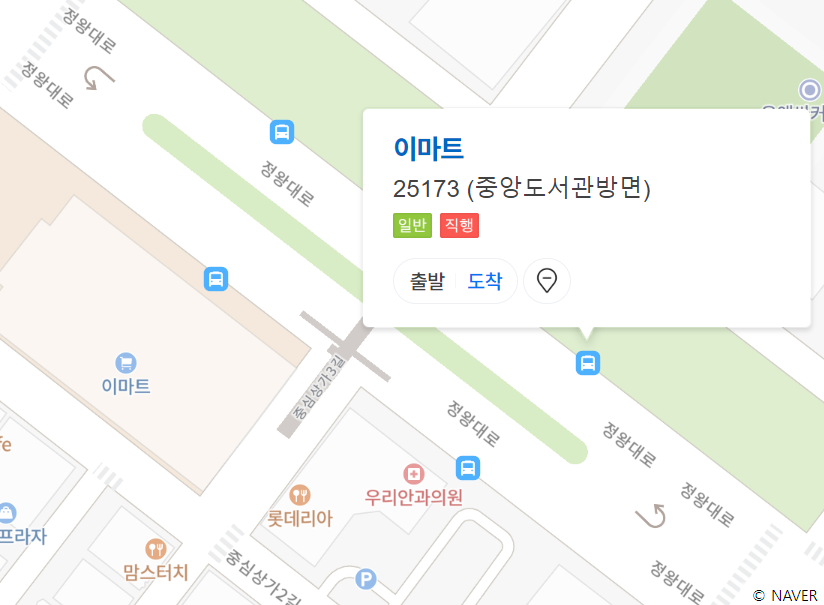 정왕대로
정왕대로
정왕대로
이마트
25173 (중앙도서관방면)
일반 직행
출발 도착
이마트
중심상가3길
정왕대로
정왕대로
정왕대로
정왕대로
우리안과의원
롯데리아
맘스터치
중심상가2길
fe
프라자
P
© NAVER